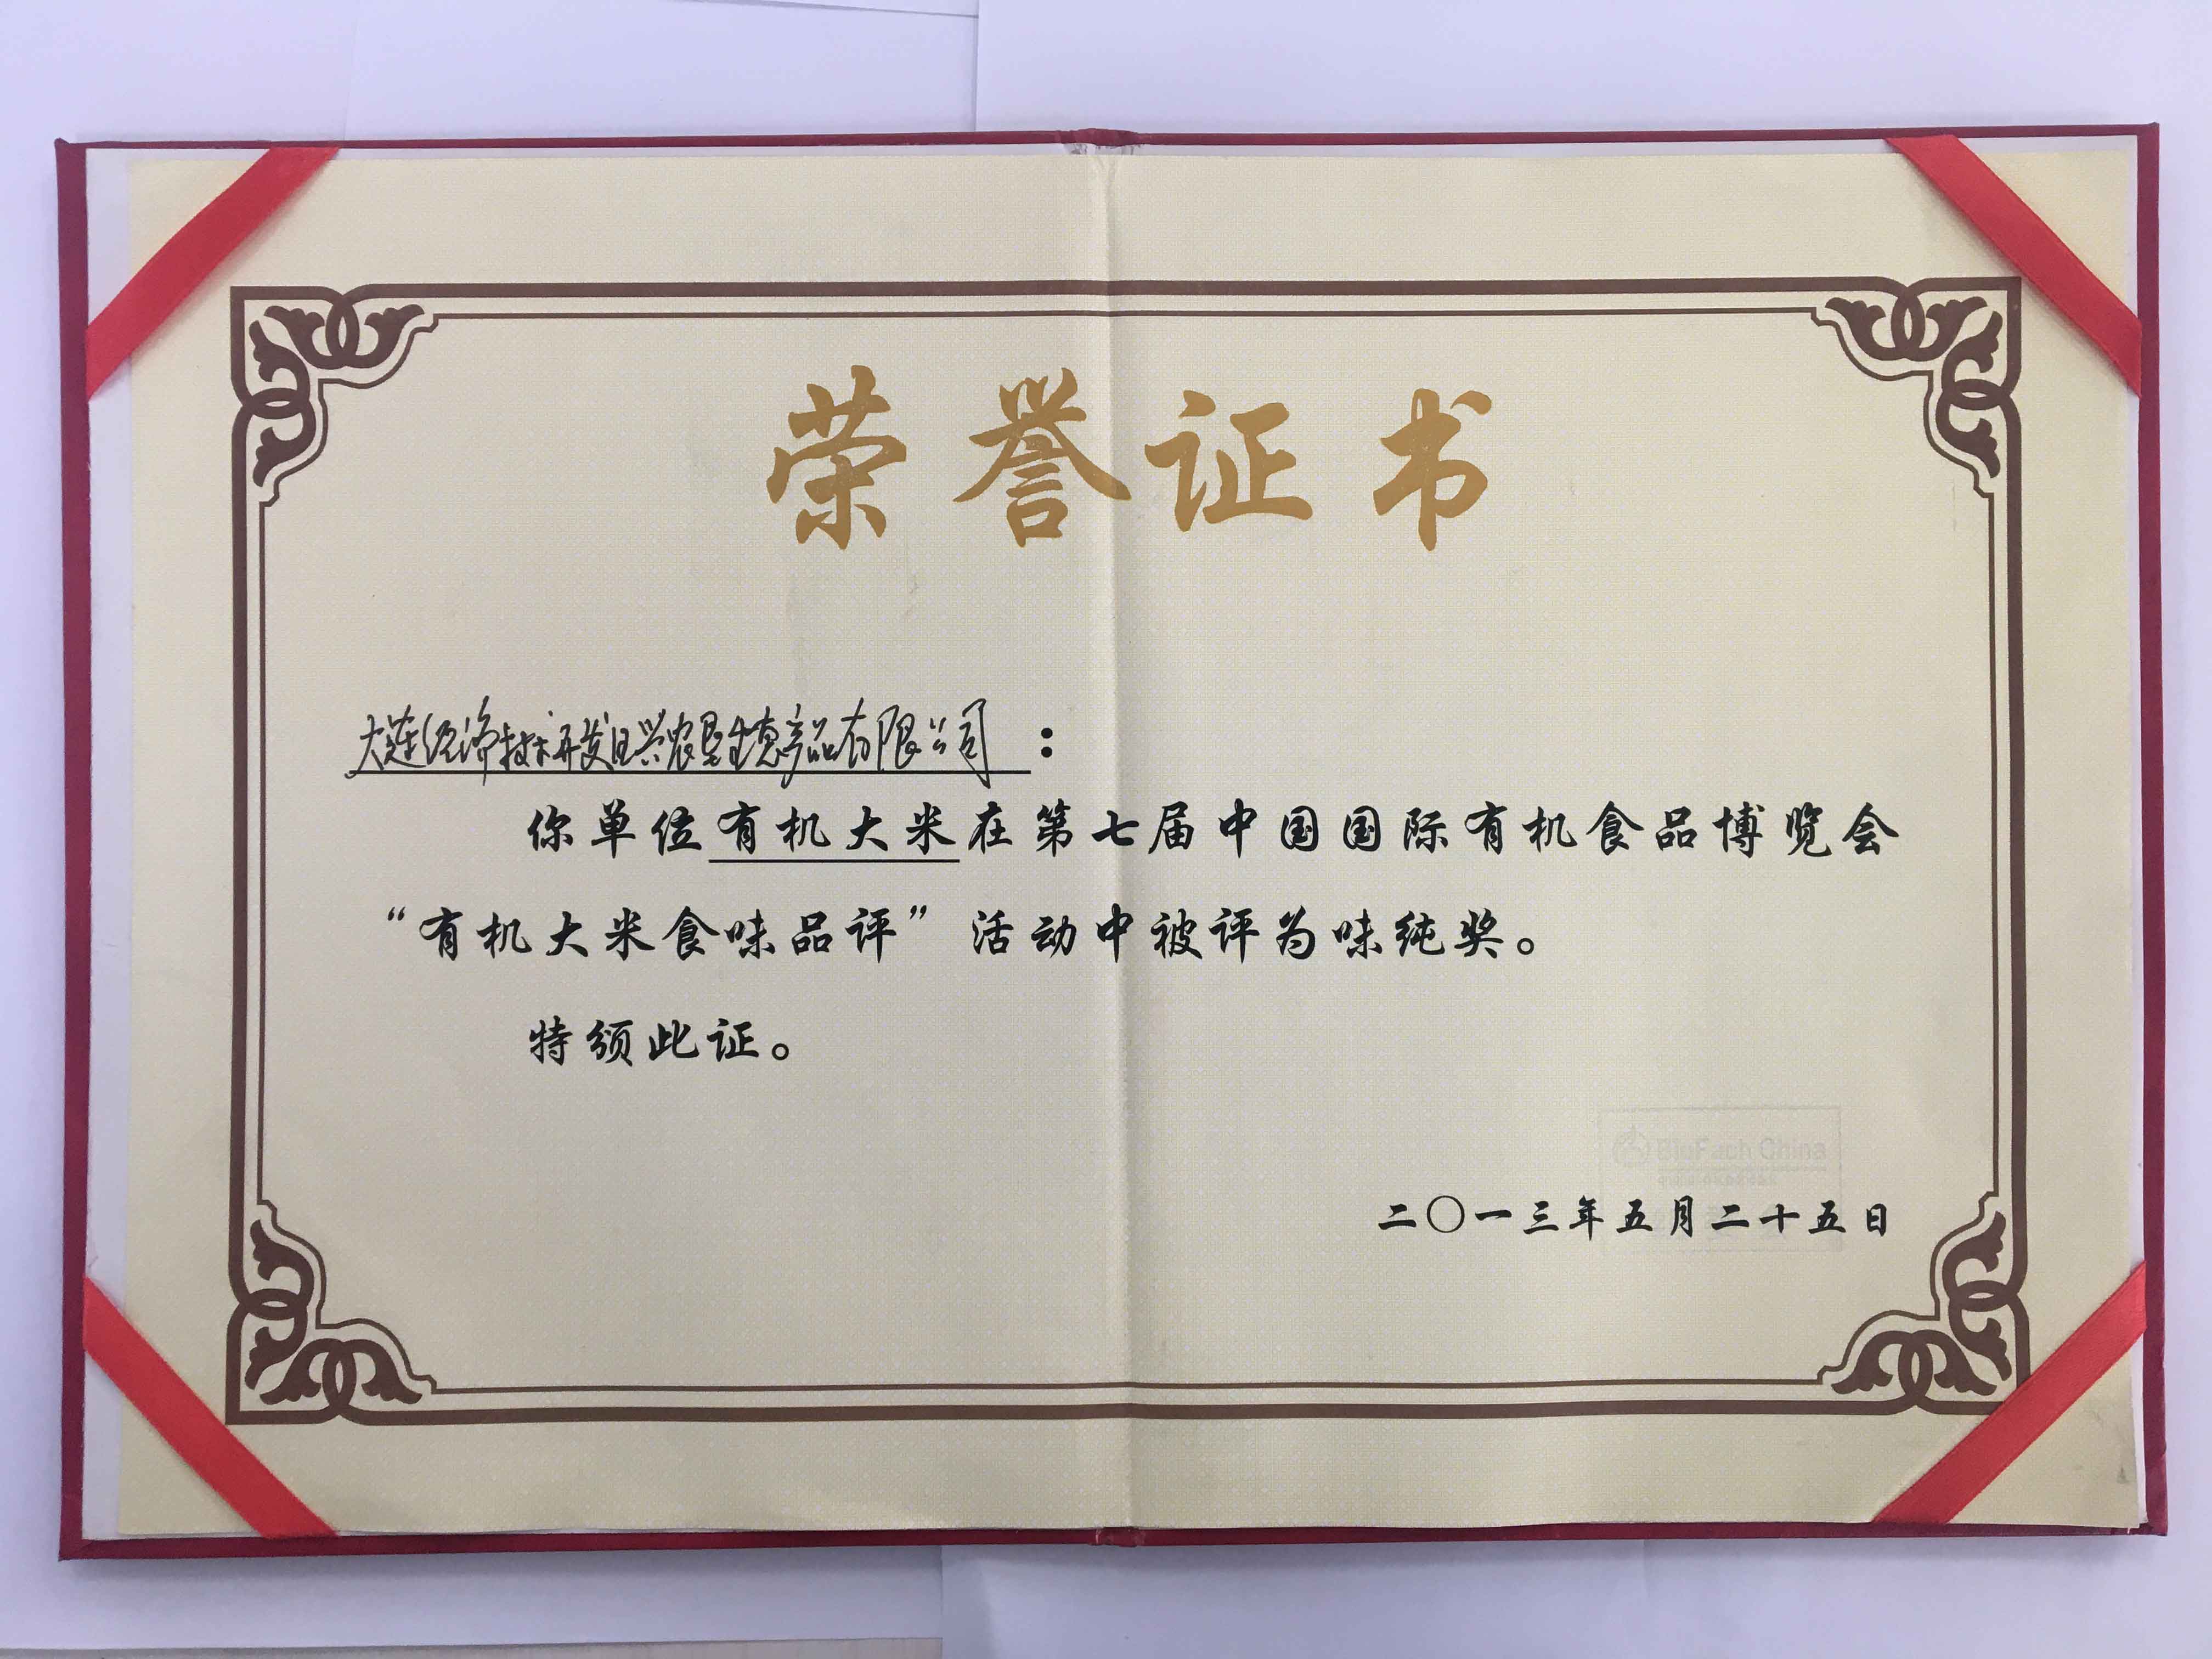 荣誉证书
大连经济技术开发区兴农垦生态产品有限公司：
你单位有机大米在第七届中国国际有机食品博览会
“有机大米食味品评”活动中被评为味纯奖。
特颁此证。
BioFach China
二〇一三年五月二十五日